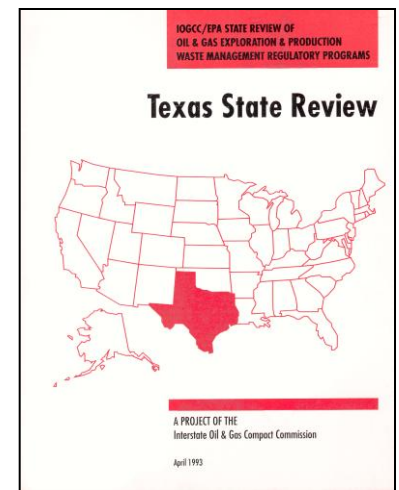 IOGCC/EPA STATE REVIEW OF
OIL & GAS EXPLORATION & PRODUCTION
WASTE MANAGEMENT REGULATORY PROGRAMS
Texas State Review
A PROJECT OF THE
Interstate Oil & Gas Compact Commission
April 1993